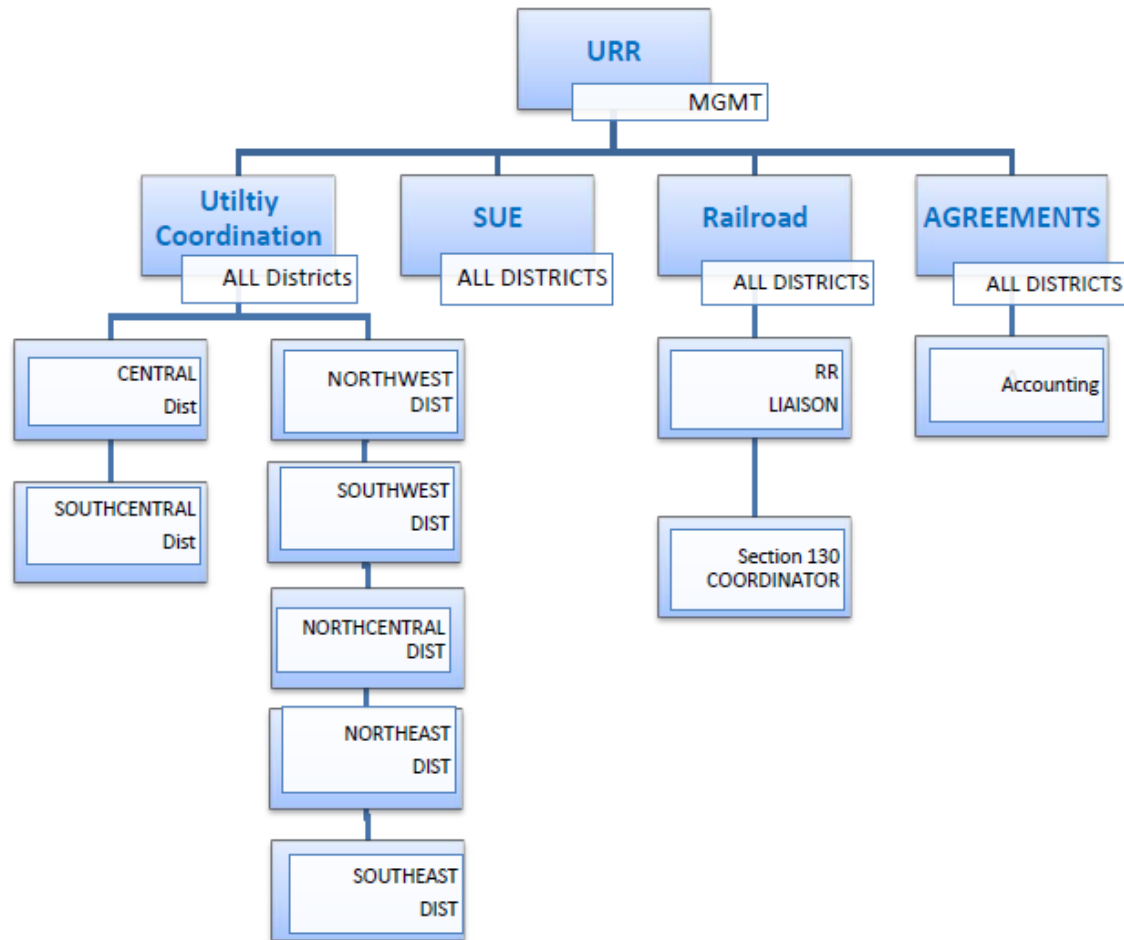 URR
MGMT
Utiltiy
Coordination
ALL Districts
SUE
ALL DISTRICTS
Railroad
ALL DISTRICTS
AGREEMENTS
ALL DISTRICTS
CENTRAL
Dist
SOUTHCENTRAL
Dist
NORTHWEST
DIST
SOUTHWEST
DIST
NORTHCENTRAL
DIST
NORTHEAST
DIST
SOUTHEAST
DIST
RR
LIAISON
Section 130
COORDINATOR
Accounting